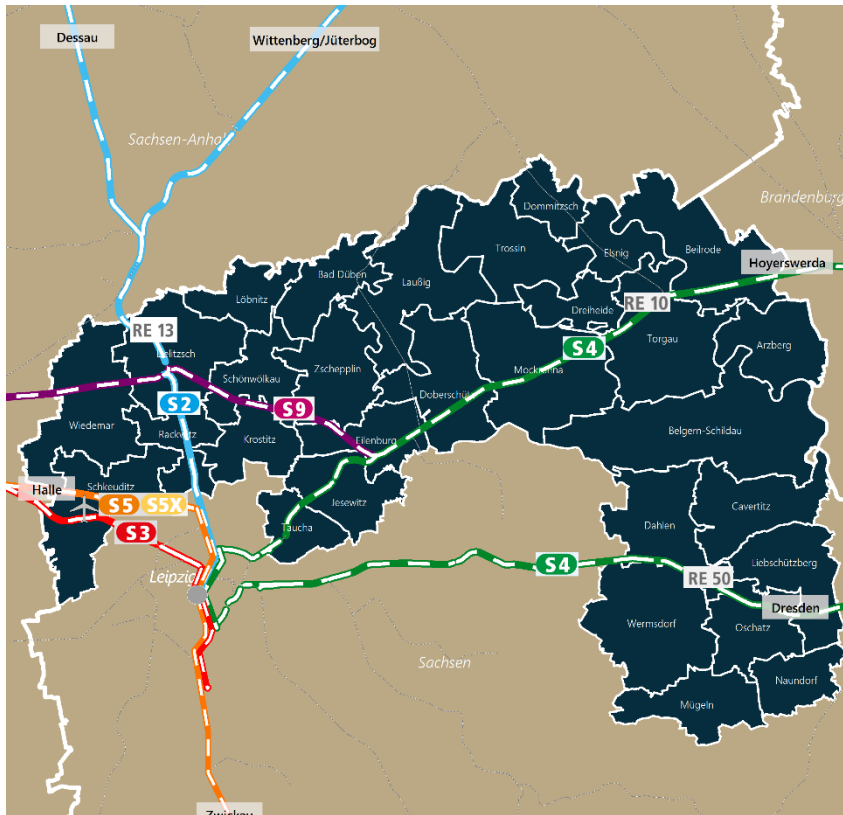 Dessau
Wittenberg/Jüterbog
Sachsen-Anhalt
Brandenburg
Dommitzsch
Trossin
Elsnig
Beilrode
Hoyerswerda
Bad Düben
Laußig
Löbnitz
RE 10
Dreiheide
RE 13
Delitzsch
Torgau
Arzberg
S4
Mockrehna
Zschepplin
Schönwölkau
Doberschütz
S2
S9
Wiedemar
Rackwitz
Krostitz
Eilenburg
Belgern-Schildau
Schkeuditz
Halle
S5
S5X
Jesewitz
Cavertitz
Taucha
Dahlen
S3
Liebschützberg
Leipzig
S4
RE 50
Dresden
Wermsdorf
Oschatz
Sachsen
Naundorf
Mügeln
Zwickau